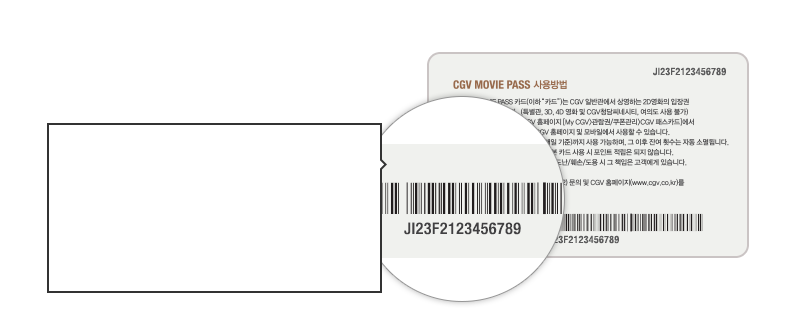 JI23F2123456789
CGV MOVIE PASS 사용방법
PASS 카드(이하 "카드")는 CGV 일반관에서 상영하는 2D영화의 입장권
(특별관, 3D, 4D 영화 및 CGV청담씨네시티, 여의도 사용 불가)
홈페이지 [My CGV>관람권/쿠폰관리>CGV 패스카드]에서
홈페이지 및 모바일에서 사용할 수 있습니다.
기준)까지 사용 가능하며, 그 이후 잔여 횟수는 자동 소멸됩니다.
카드 사용 시 포인트 적립은 되지 않습니다.
도난/훼손/도용 시 그 책임은 고객에게 있습니다.
문의 및 CGV 홈페이지(www.cgv.co.kr)를
JI23F2123456789
23F2123456789